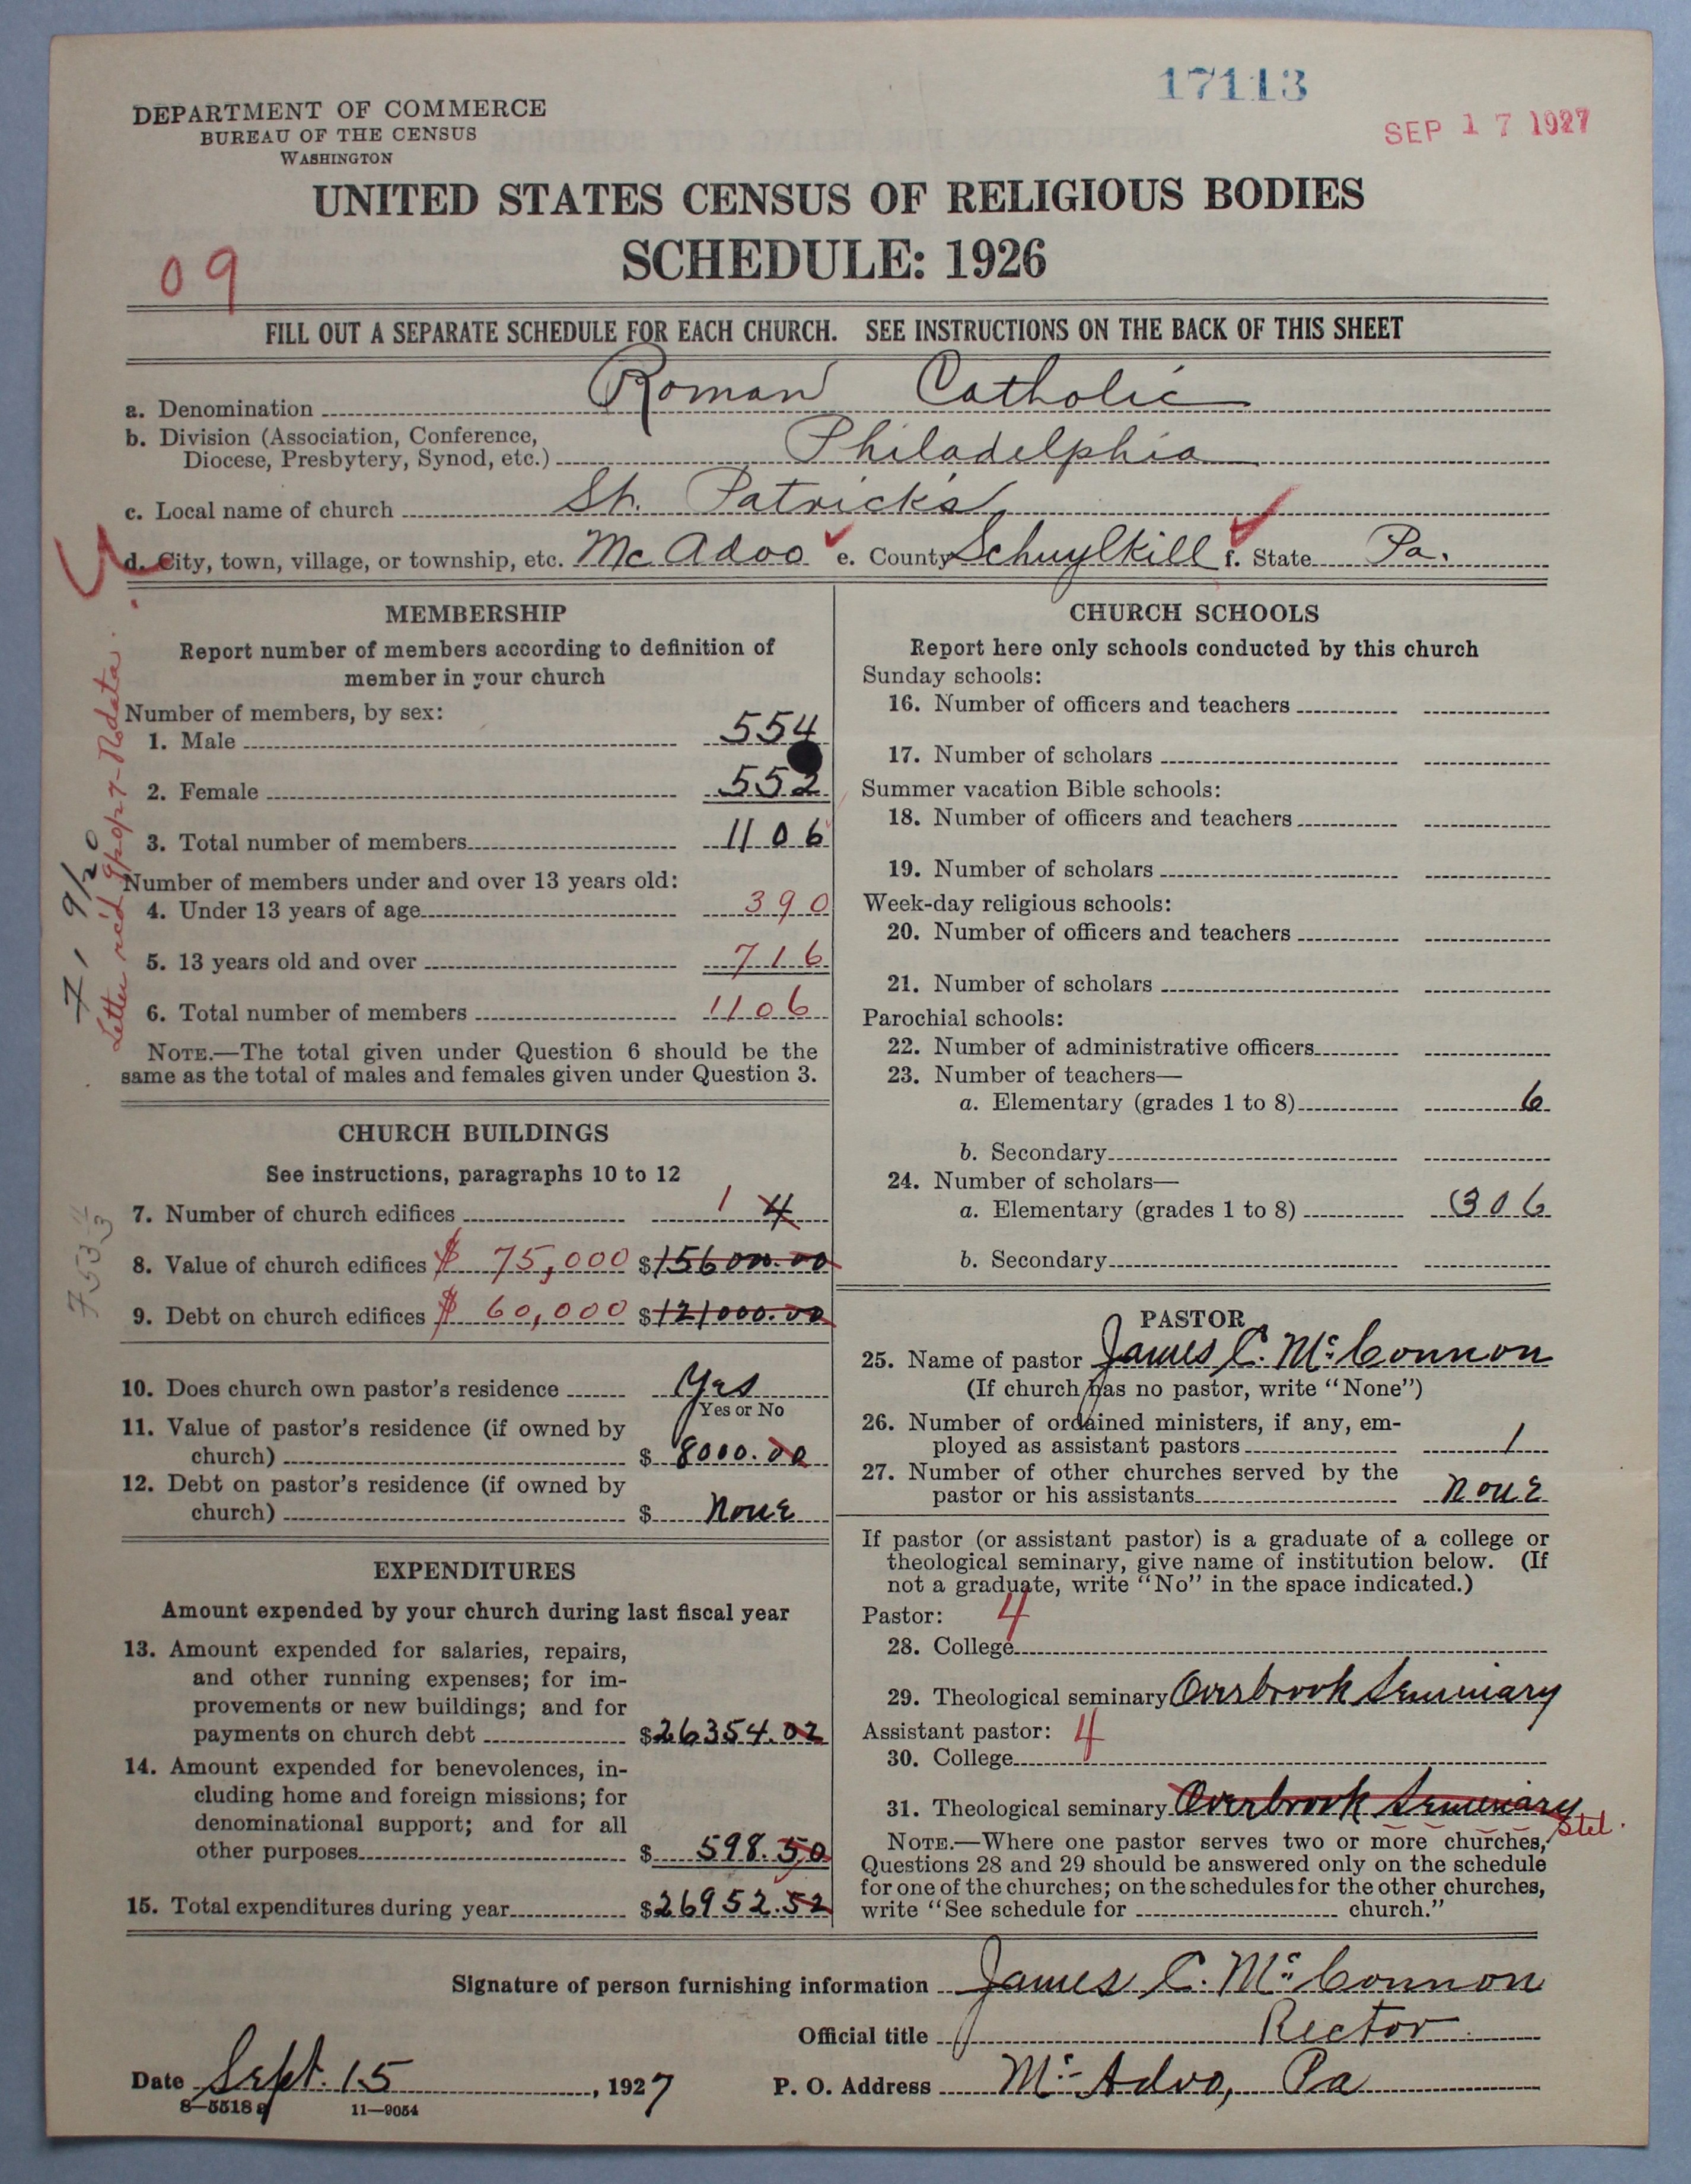 17113
SEP 17 1927
DEPARTMENT OF COMMERCE
BUREAU OF THE CENSUS
WASHINGTON
UNITED STATES CENSUS OF RELIGIOUS BODIES
SCHEDULE: 1926
09
FILL OUT A SEPARATE SCHEDULE FOR EACH CHURCH. SEE INSTRUCTIONS ON THE BACK OF THIS SHEET
a. Denomination Roman Catholic
b. Division (Association, Conference,
Diocese, Presbytery, Synod, etc.) Philadelphia
c. Local name of church St. Patrick's
d. City, town, village, or township, etc. Mc Adoo e. County Schuylkill f. State Pa.
MEMBERSHIP
Report number of members according to definition of
member in your church
Number of members, by sex:
1. Male 554
2. Female 552
3. Total number of members 1106
Number of members under and over 13 years old:
4. Under 13 years of age 390
5. 13 years old and over 716
6. Total number of members 1106
NOTE.—The total given under Question 6 should be the
same as the total of males and females given under Question 3.
CHURCH BUILDINGS
See instructions, paragraphs 10 to 12
7. Number of church edifices 1 4
8. Value of church edifices $ 75,000 $156000.00
9. Debt on church edifices $ 60,000 $121000.00
10. Does church own pastor's residence Yes
Yes or No
11. Value of pastor's residence (if owned by
church) $ 8000.00
12. Debt on pastor's residence (if owned by
church) $ None
EXPENDITURES
Amount expended by your church during last fiscal year
13. Amount expended for salaries, repairs,
and other running expenses; for im-
provements or new buildings; and for
payments on church debt $26354.02
14. Amount expended for benevolences, in-
cluding home and foreign missions; for
denominational support; and for all
other purposes $ 598.50
15. Total expenditures during year $26952.52
CHURCH SCHOOLS
Report here only schools conducted by this church
Sunday schools:
16. Number of officers and teachers
17. Number of scholars
Summer vacation Bible schools:
18. Number of officers and teachers
19. Number of scholars
Week-day religious schools:
20. Number of officers and teachers
21. Number of scholars
Parochial schools:
22. Number of administrative officers
23. Number of teachers—
a. Elementary (grades 1 to 8) 6
b. Secondary
24. Number of scholars—
a. Elementary (grades 1 to 8) 306
b. Secondary
PASTOR
25. Name of pastor James C. McConnon
(If church has no pastor, write "None")
26. Number of ordained ministers, if any, em-
ployed as assistant pastors 1
27. Number of other churches served by the
pastor or his assistants None
If pastor (or assistant pastor) is a graduate of a college or
theological seminary, give name of institution below. (If
not a graduate, write "No" in the space indicated.)
Pastor: 4
28. College
29. Theological seminary Overbrook Seminary
Assistant pastor: 4
30. College
31. Theological seminary Overbrook Seminary
Stet.
NOTE.—Where one pastor serves two or more churches,
Questions 28 and 29 should be answered only on the schedule
for one of the churches; on the schedules for the other churches,
write "See schedule for church."
Signature of person furnishing information James C. McConnon
Official title Rector
Date Sept. 15, 1927 P. O. Address Mc Adoo, Pa
8—5518 a 11—9054